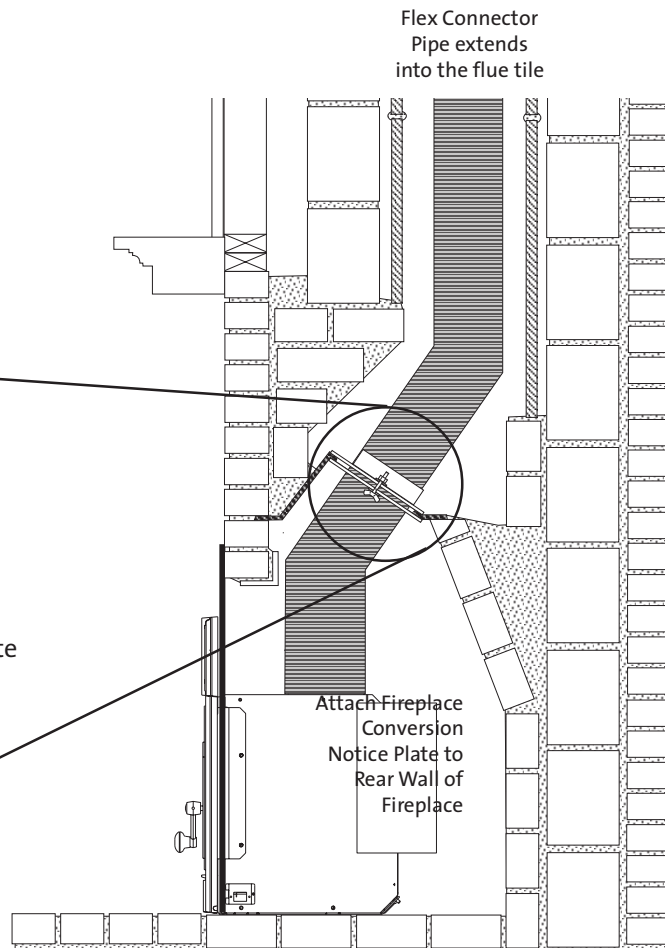 Flex Connector
Pipe extends
into the flue tile
Attach Fireplace
Conversion
Notice Plate to
Rear Wall of
Fireplace